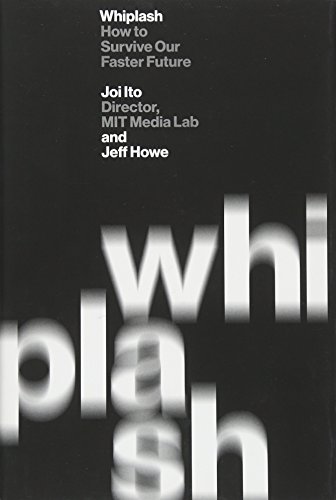 Whiplash
How to
Survive Our
Faster Future
Joi Ito
Director,
MIT Media Lab
and
Jeff Howe
whi
pla
sh